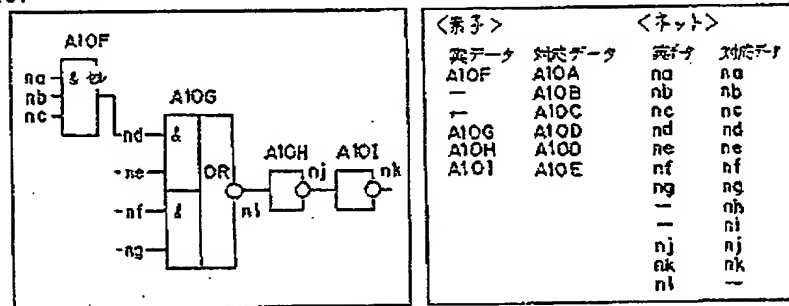 A10F
na
nb
nc
&
A10G
nd
&
ne
OR
nf
&
ng
nl
A10H
nj
A10I
nk
<素子> <ネット>
実データ 対応データ 実データ 対応データ
A10F A10A na na
— A10B nb nb
— A10C nc nc
A10G A10D nd nd
A10H A10D ne ne
A10I A10E nf nf
ng ng
— nh
— ni
nj nj
nk nk
nl —